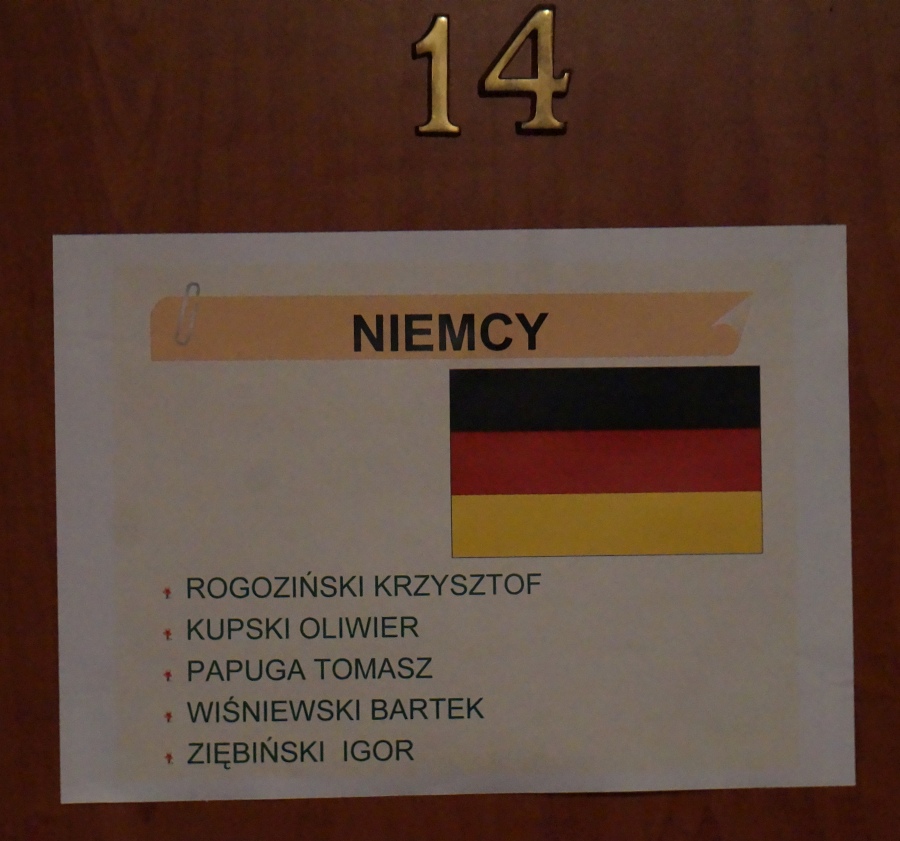 14
NIEMCY
ROGOZIŃSKI KRZYSZTOF
KUPSKI OLIWIER
PAPUGA TOMASZ
WIŚNIEWSKI BARTEK
ZIĘBIŃSKI IGOR